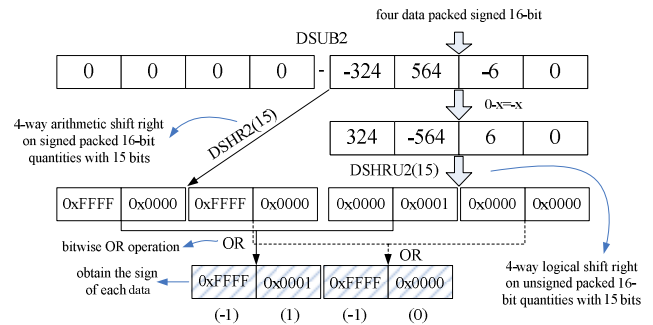 four data packed signed 16-bit
DSUB2
0 0 0 0 - -324 564 -6 0
0-x=-x
4-way arithmetic shift right
on signed packed 16-bit
quantities with 15 bits
DSHR2(15)
324 -564 6 0
DSHRU2(15)
0xFFFF 0x0000 0xFFFF 0x0000 0x0000 0x0001 0x0000 0x0000
bitwise OR operation
OR
OR
4-way logical shift right
on unsigned packed 16-
bit quantities with 15 bits
obtain the sign
of each data
0xFFFF 0x0001 0xFFFF 0x0000
(-1) (1) (-1) (0)